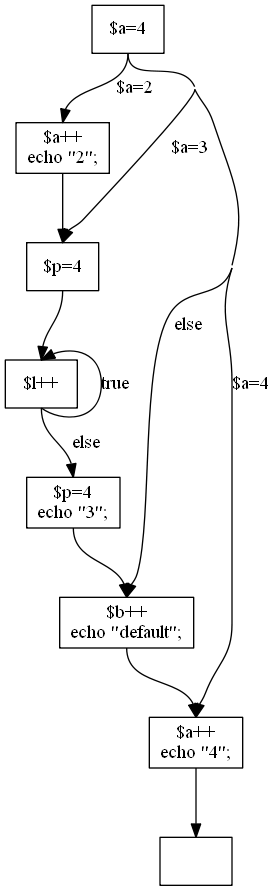 $a=4
$a=2
$a++
echo "2";
$a=3
$p=4
else
$l++
true
$a=4
else
$p=4
echo "3";
$b++
echo "default";
$a++
echo "4";